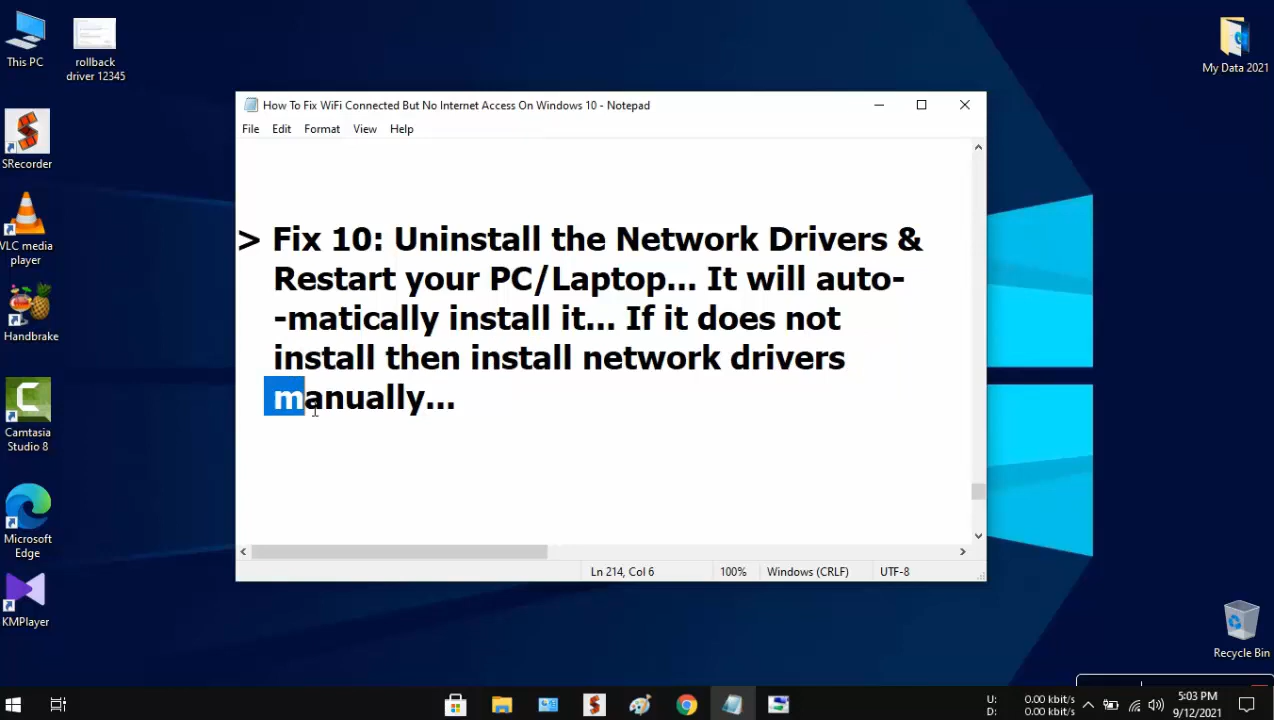 This PC
rollback
driver 12345
My Data 2021
How To Fix WiFi Connected But No Internet Access On Windows 10 - Notepad
File Edit Format View Help
SRecorder
> Fix 10: Uninstall the Network Drivers &
Restart your PC/Laptop... It will auto-
-matically install it... If it does not
install then install network drivers
manually...
VLC media
player
Handbrake
Camtasia
Studio 8
Microsoft
Edge
Ln 214, Col 6 100% Windows (CRLF) UTF-8
KMPlayer
Recycle Bin
U: 0.00 kbit/s
D: 0.00 kbit/s
5:03 PM
9/12/2021